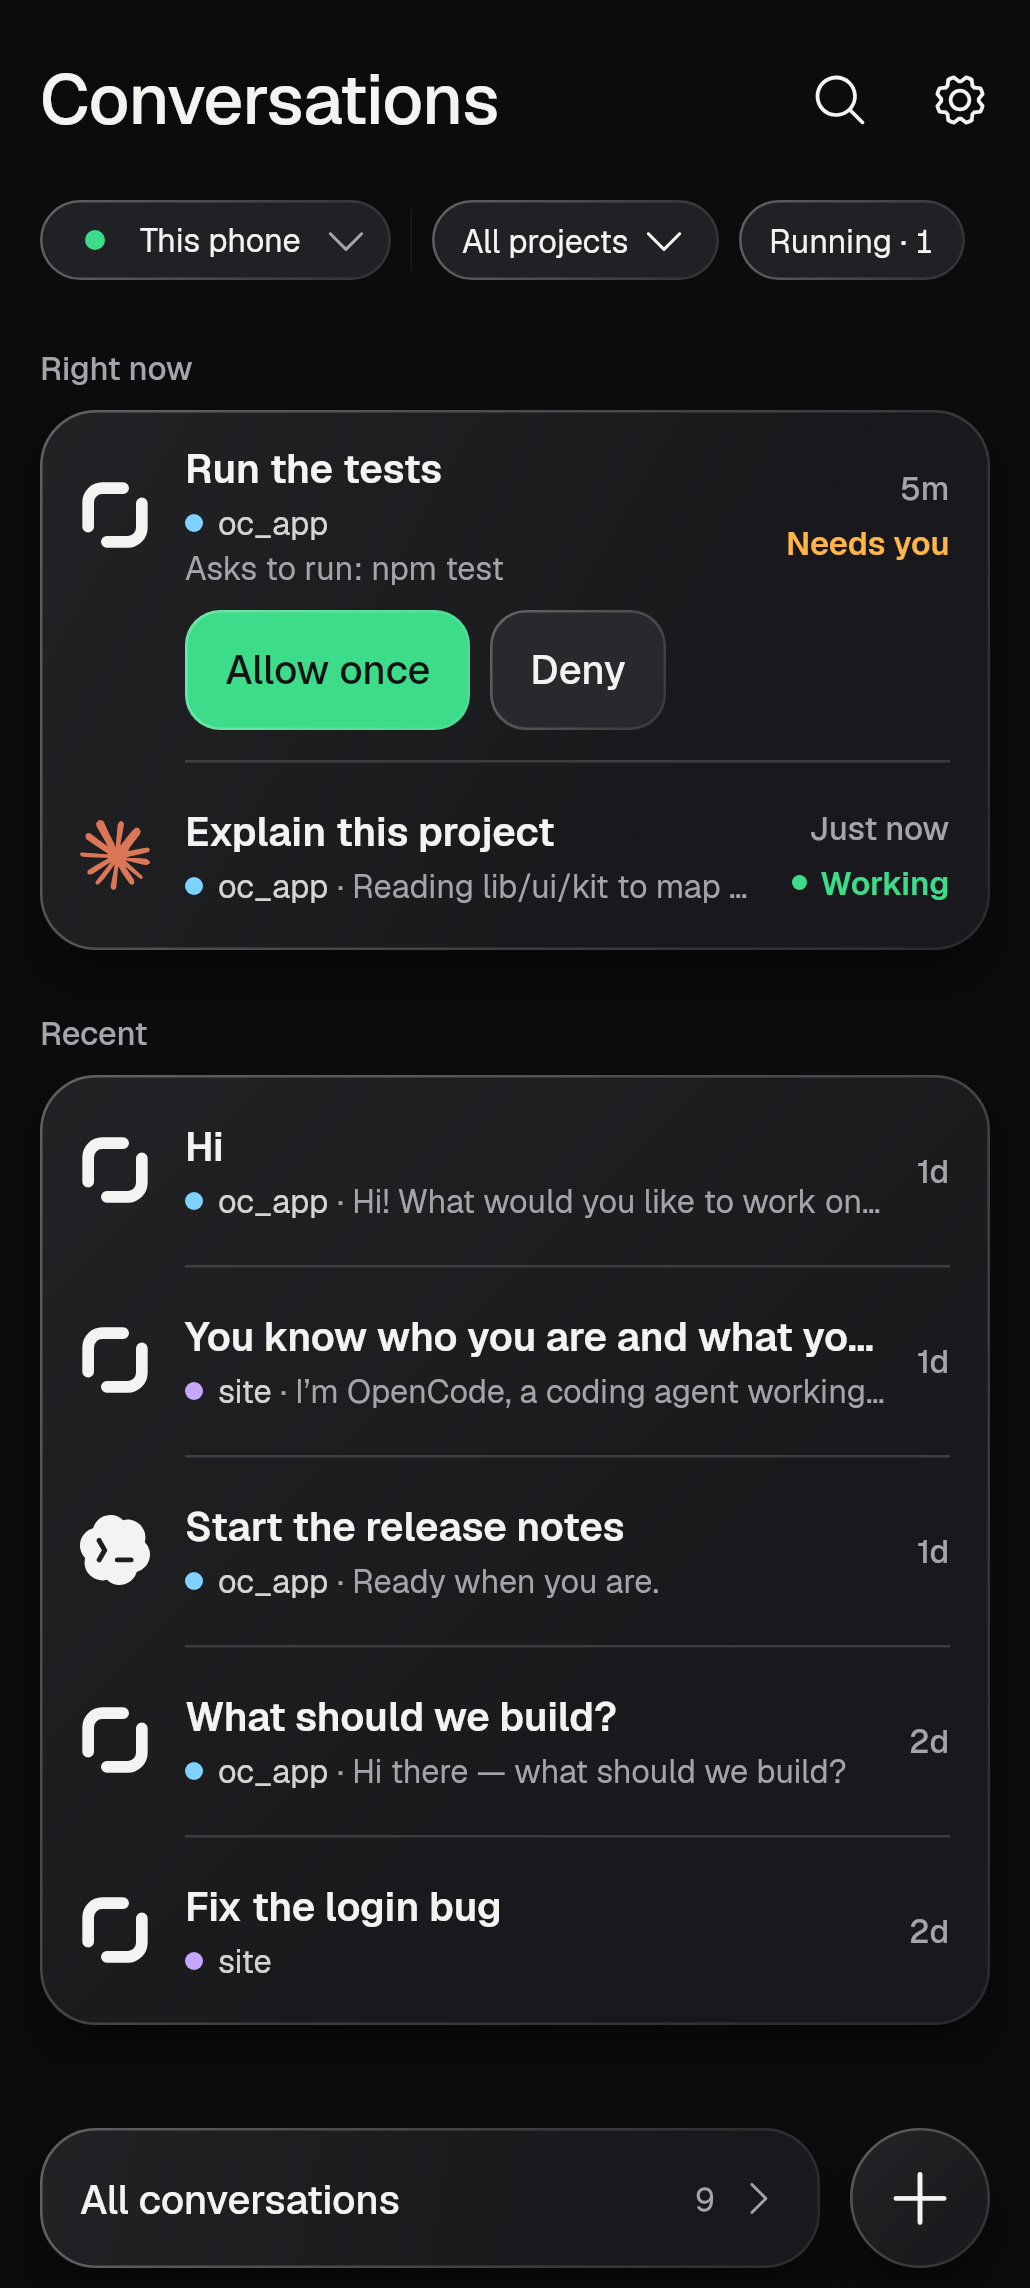 Conversations
This phone
All projects
Running · 1
Right now
Run the tests
5m
oc_app
Needs you
Asks to run: npm test
Allow once
Deny
Explain this project
Just now
oc_app · Reading lib/ui/kit to map ...
Working
Recent
Hi
1d
oc_app · Hi! What would you like to work on...
You know who you are and what yo...
1d
site · I’m OpenCode, a coding agent working...
Start the release notes
1d
oc_app · Ready when you are.
What should we build?
2d
oc_app · Hi there — what should we build?
Fix the login bug
2d
site
All conversations
9